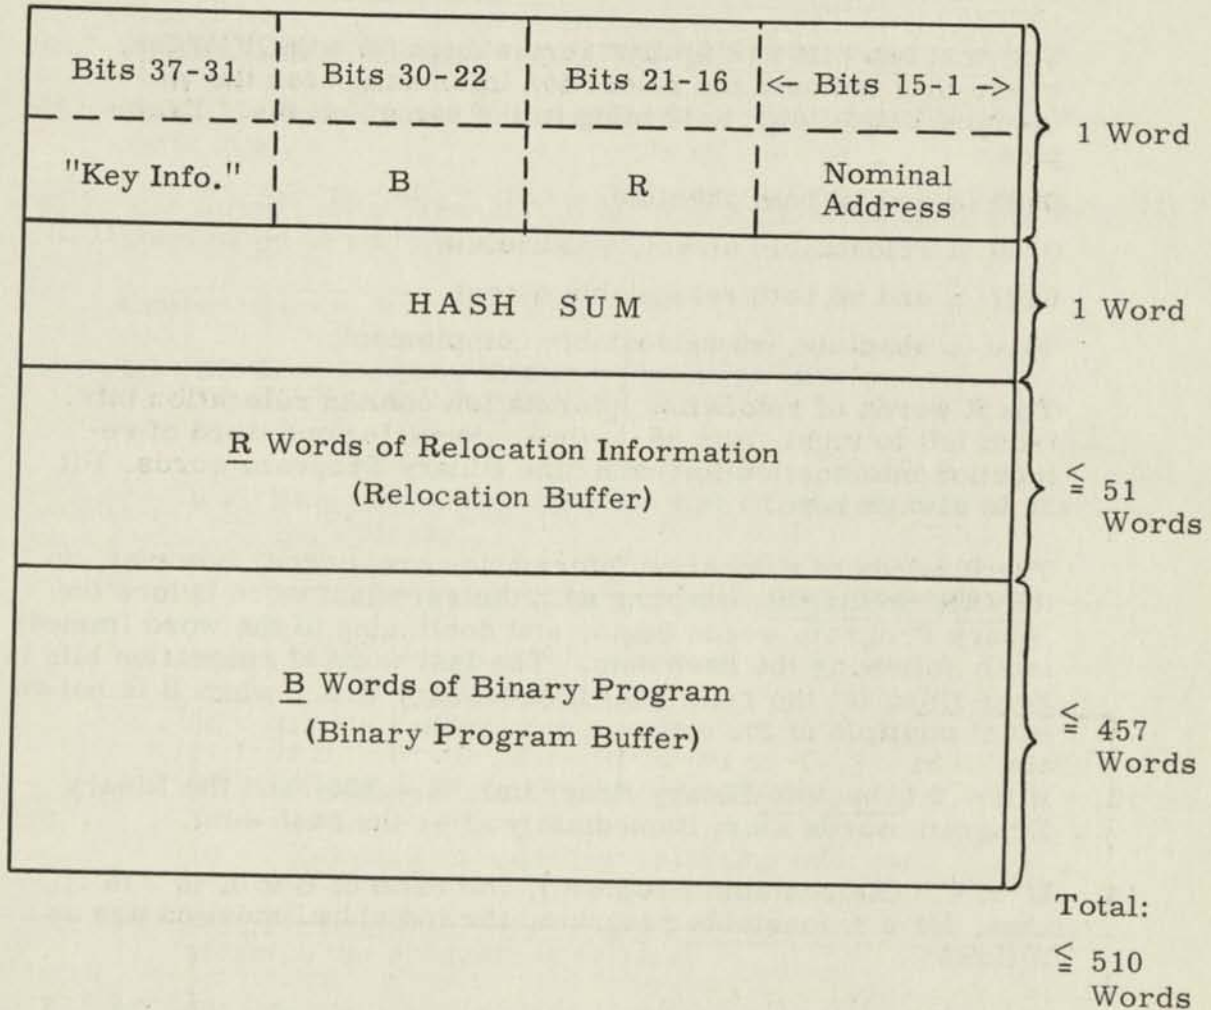 Bits 37-31 Bits 30-22 Bits 21-16 <- Bits 15-1 ->
1 Word
"Key Info." B R Nominal Address
HASH SUM
1 Word
R Words of Relocation Information
(Relocation Buffer)
≦ 51
Words
B Words of Binary Program
(Binary Program Buffer)
≦ 457
Words
Total:
≦ 510
Words